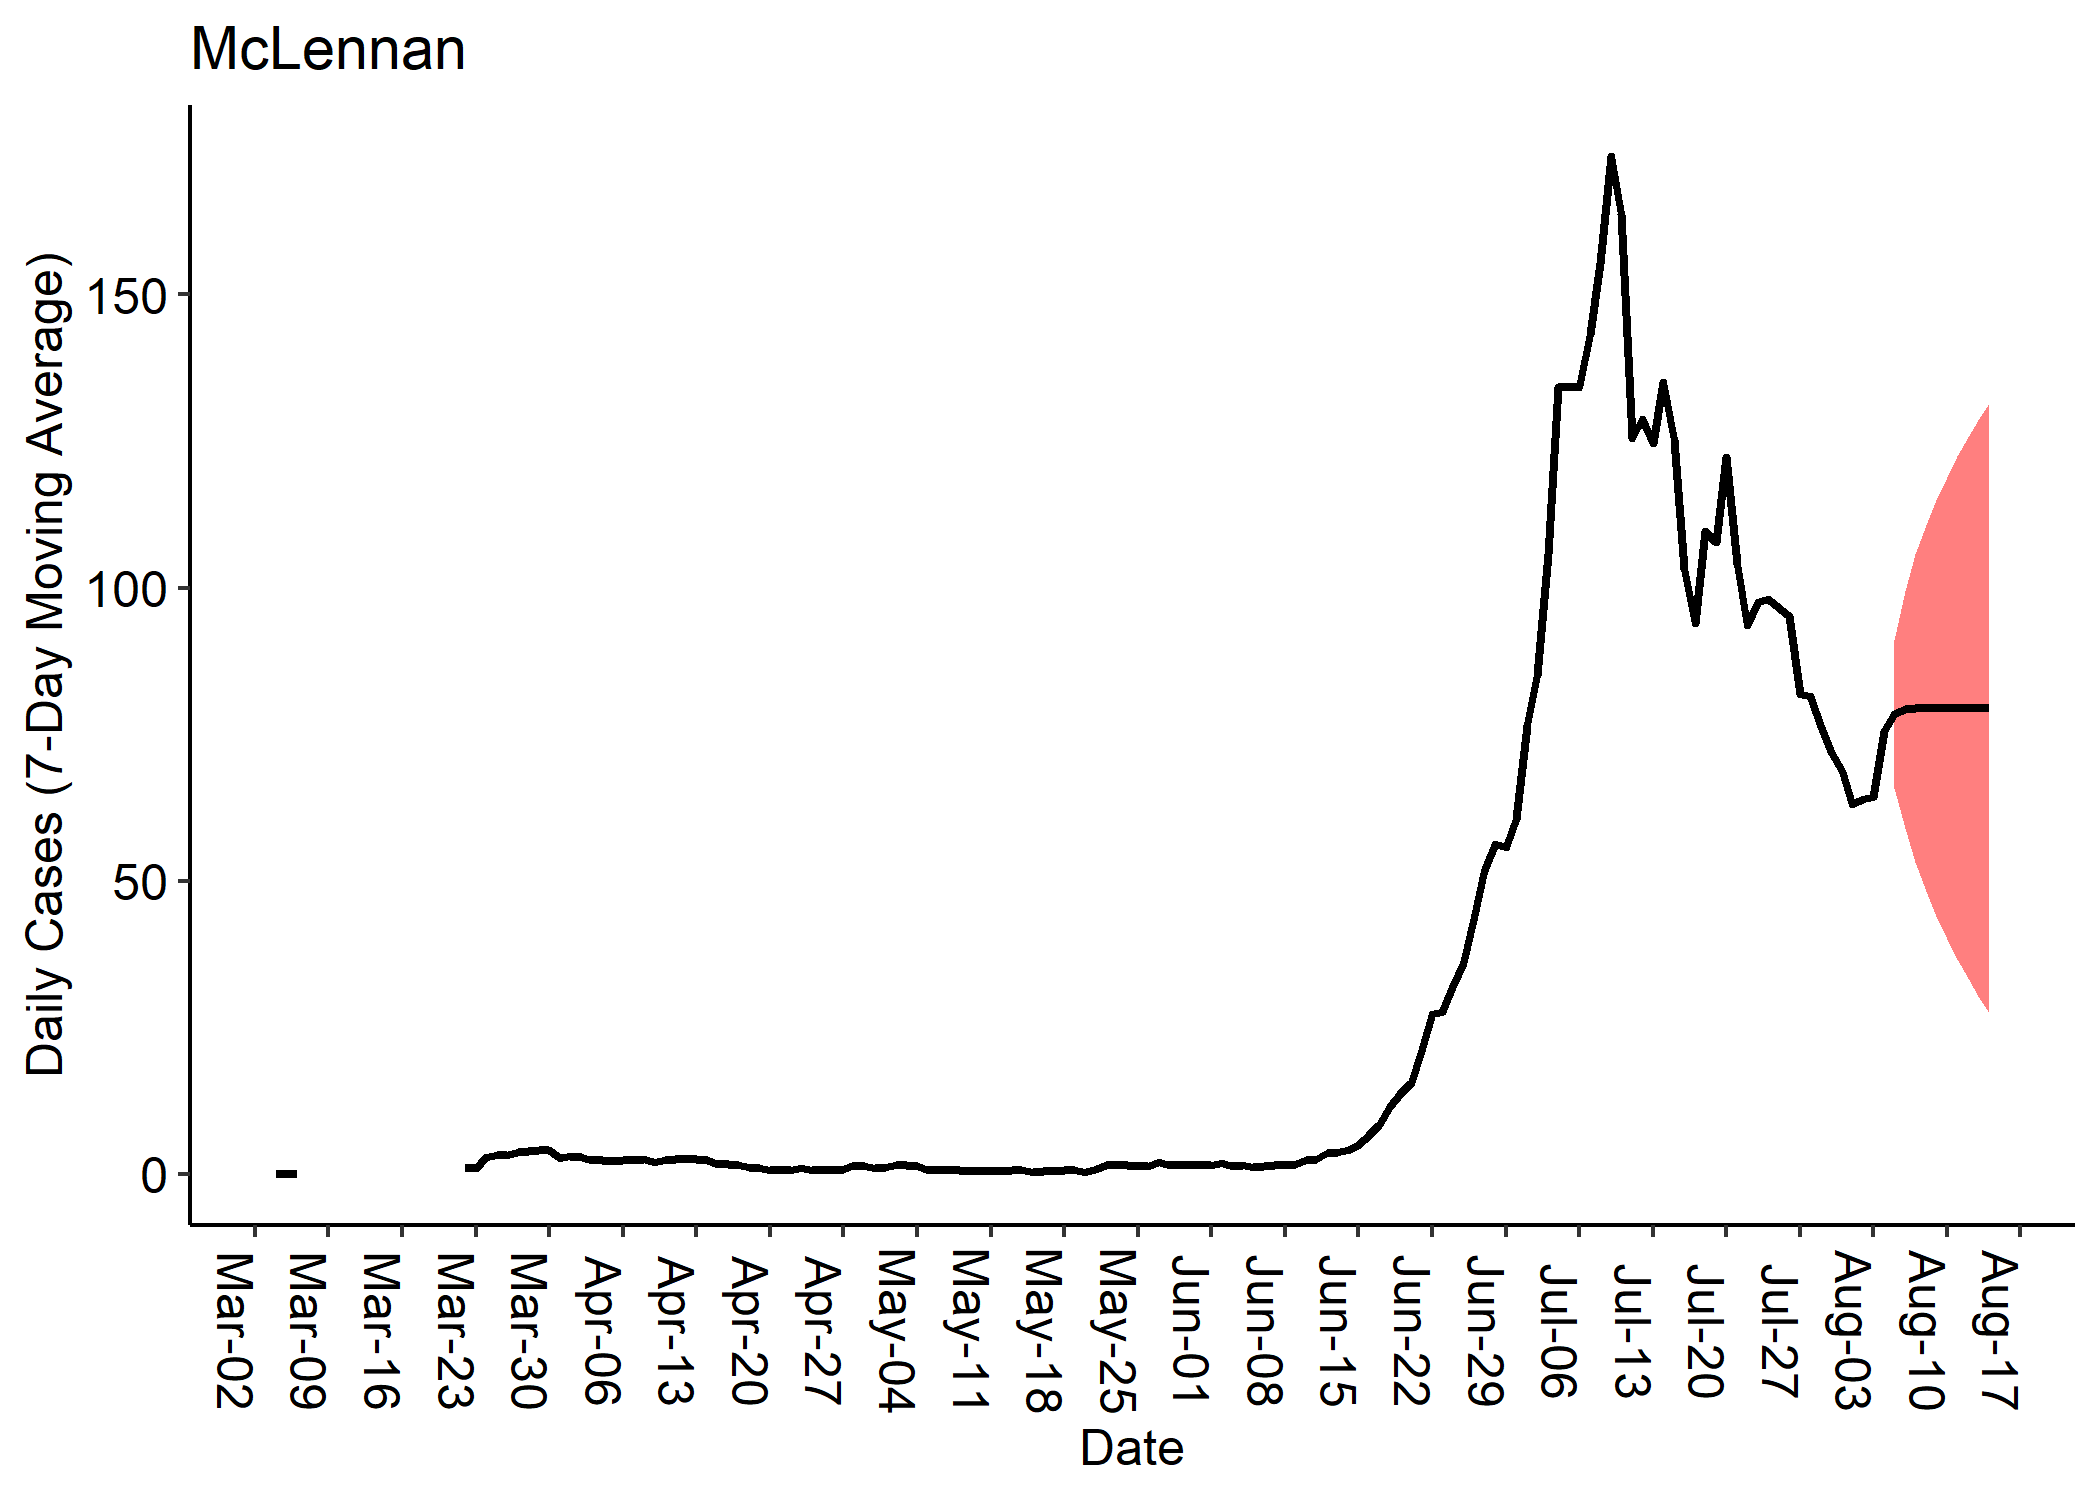 McLennan
Daily Cases (7-Day Moving Average)
150
100
50
0
Mar-02
Mar-09
Mar-16
Mar-23
Mar-30
Apr-06
Apr-13
Apr-20
Apr-27
May-04
May-11
May-18
May-25
Jun-01
Jun-08
Jun-15
Jun-22
Jun-29
Jul-06
Jul-13
Jul-20
Jul-27
Aug-03
Aug-10
Aug-17
Date